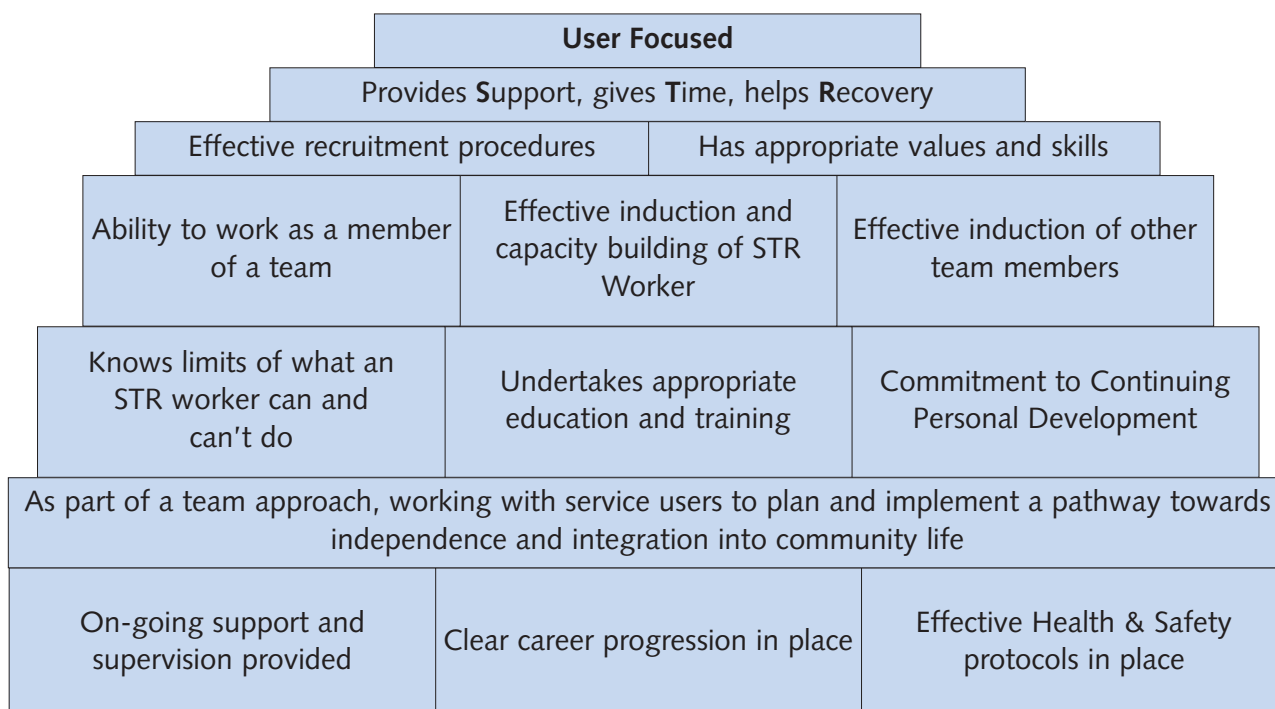 User Focused
Provides Support, gives Time, helps Recovery
Effective recruitment procedures
Has appropriate values and skills
Ability to work as a member
of a team
Effective induction and
capacity building of STR
Worker
Effective induction of other
team members
Knows limits of what an
STR worker can and
can't do
Undertakes appropriate
education and training
Commitment to Continuing
Personal Development
As part of a team approach, working with service users to plan and implement a pathway towards
independence and integration into community life
On-going support and
supervision provided
Clear career progression in place
Effective Health & Safety
protocols in place